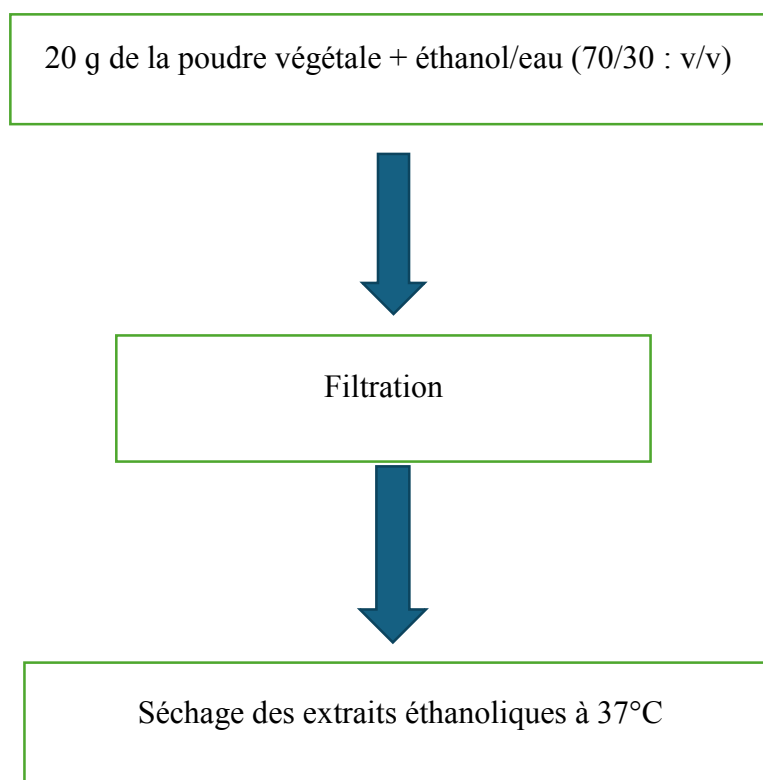 20 g de la poudre végétale + éthanol/eau (70/30 : v/v)
Filtration
Séchage des extraits éthanoliques à 37°C